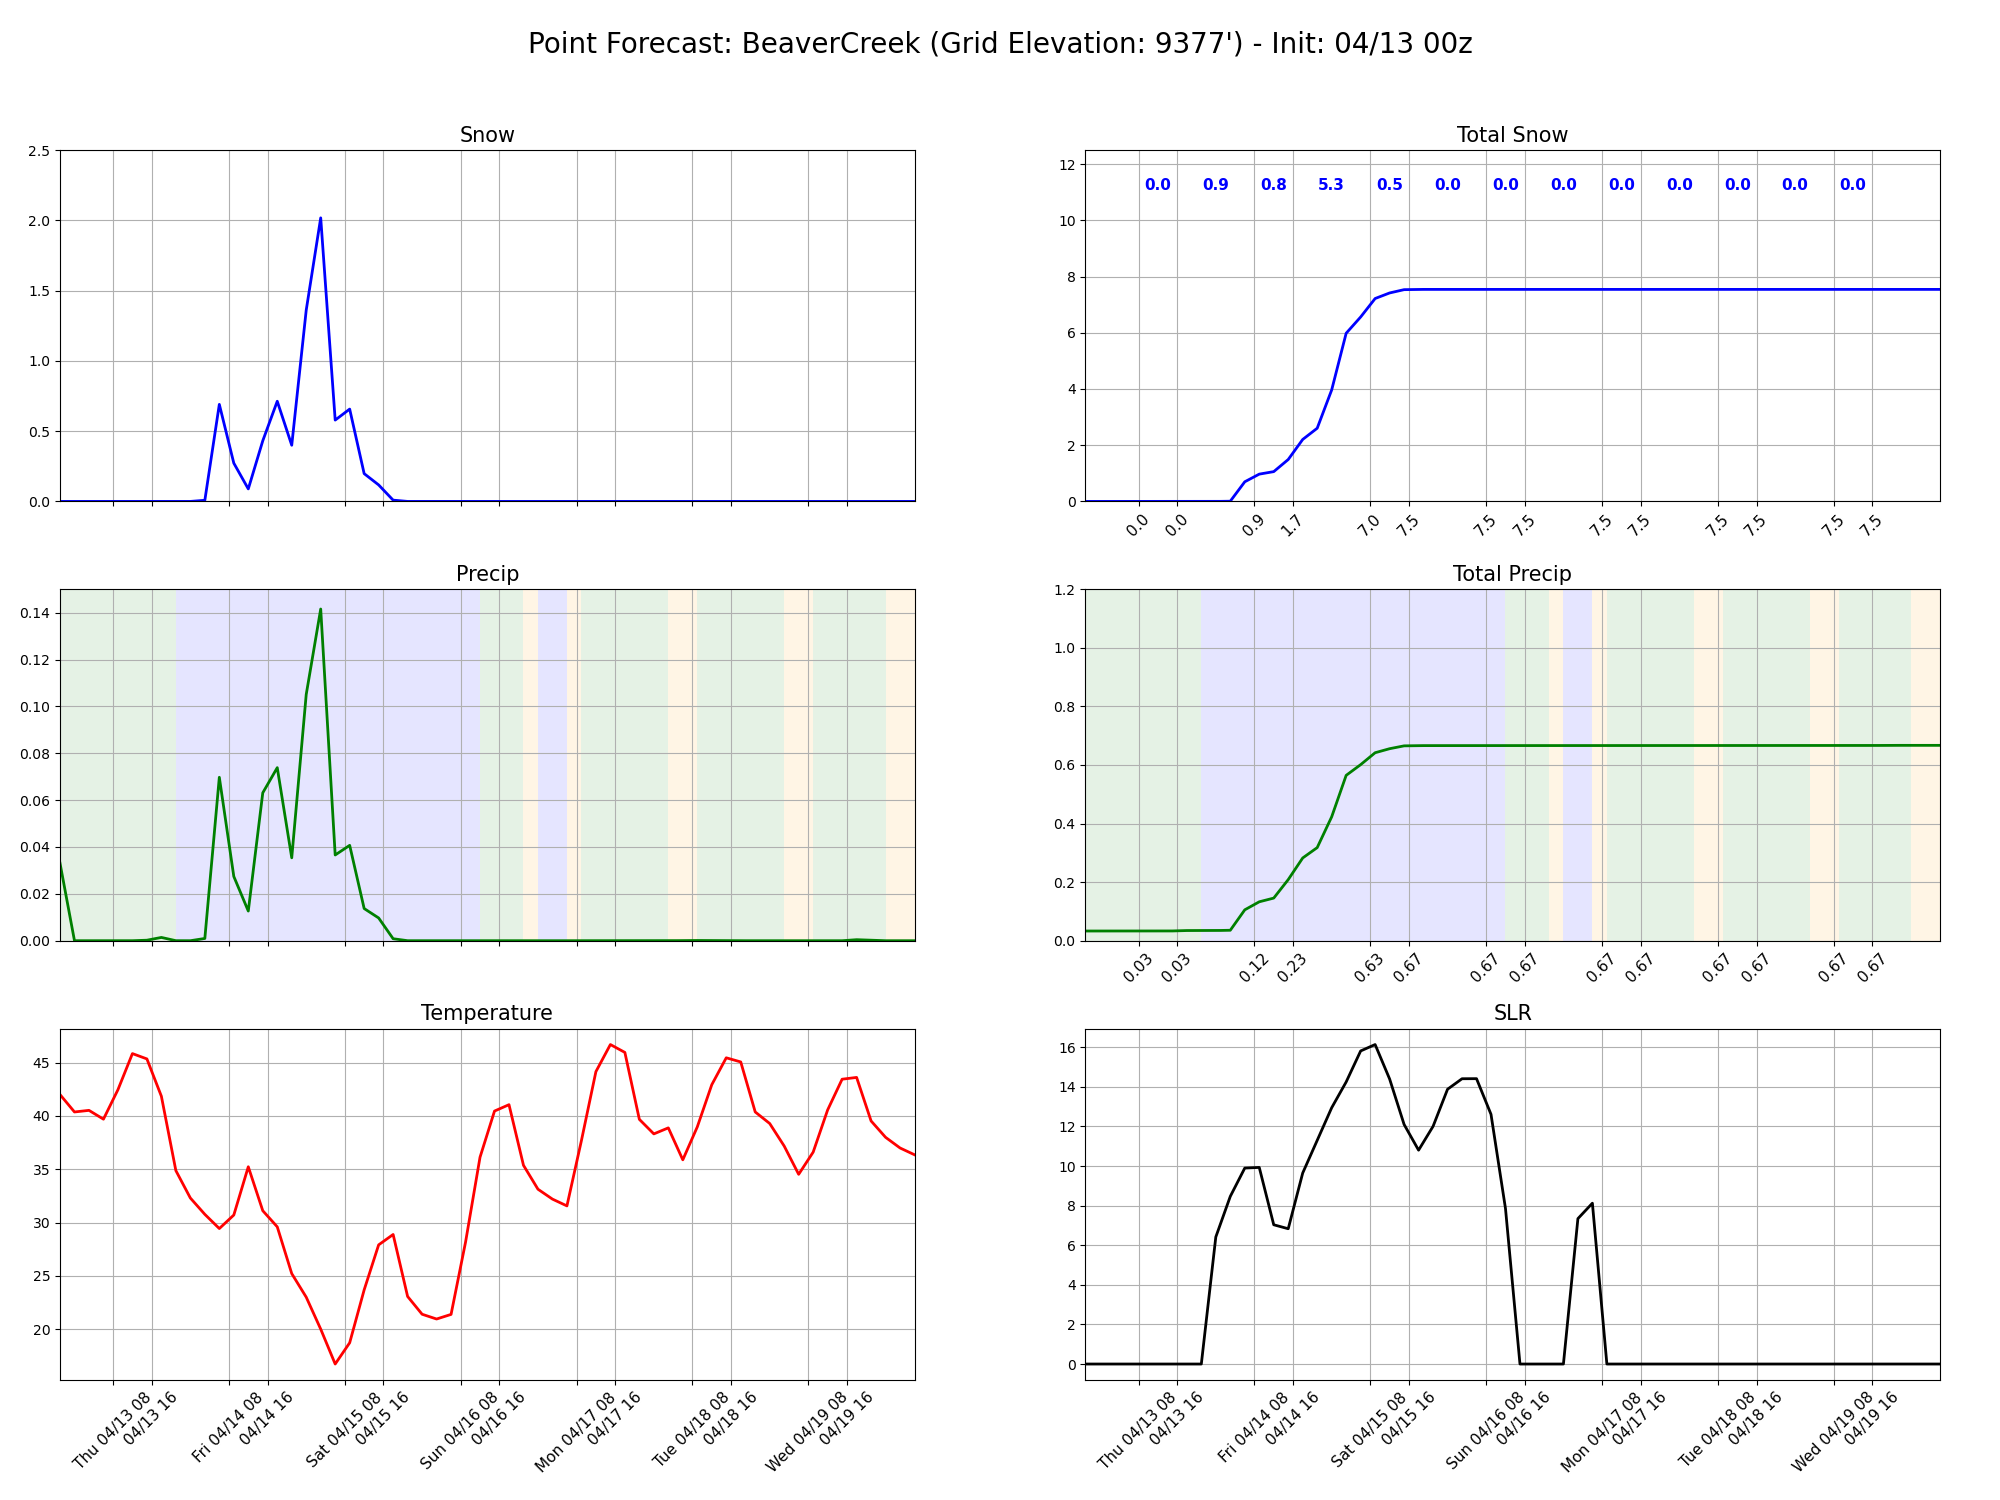 Point Forecast: BeaverCreek (Grid Elevation: 9377') - Init: 04/13 00z
Snow
2.5
2.0
1.5
1.0
0.5
0.0
Total Snow
12
10
8
6
4
2
0
0.0 0.9 0.8 5.3 0.5 0.0 0.0 0.0 0.0 0.0 0.0 0.0 0.0
0.0 0.0 0.9 1.7 7.0 7.5 7.5 7.5 7.5 7.5 7.5 7.5 7.5 7.5
Precip
0.14
0.12
0.10
0.08
0.06
0.04
0.02
0.00
Total Precip
1.2
1.0
0.8
0.6
0.4
0.2
0.0
0.03 0.03 0.12 0.23 0.63 0.67 0.67 0.67 0.67 0.67 0.67 0.67 0.67 0.67
Temperature
45
40
35
30
25
20
Thu 04/13 08
04/13 16
Fri 04/14 08
04/14 16
Sat 04/15 08
04/15 16
Sun 04/16 08
04/16 16
Mon 04/17 08
04/17 16
Tue 04/18 08
04/18 16
Wed 04/19 08
04/19 16
SLR
16
14
12
10
8
6
4
2
0
Thu 04/13 08
04/13 16
Fri 04/14 08
04/14 16
Sat 04/15 08
04/15 16
Sun 04/16 08
04/16 16
Mon 04/17 08
04/17 16
Tue 04/18 08
04/18 16
Wed 04/19 08
04/19 16